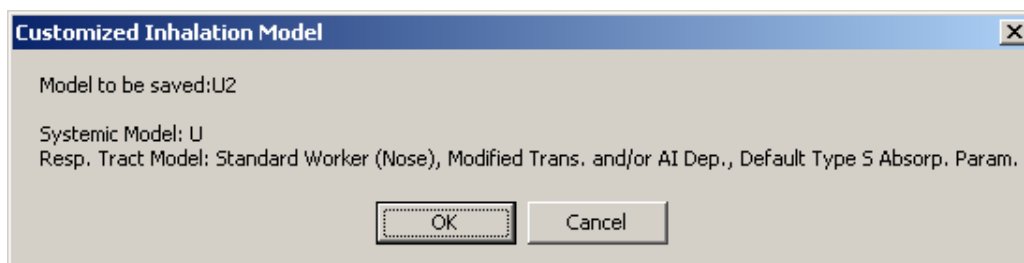 Customized Inhalation Model
Model to be saved:U2
Systemic Model: U
Resp. Tract Model: Standard Worker (Nose), Modified Trans. and/or AI Dep., Default Type S Absorp. Param.
OK
Cancel